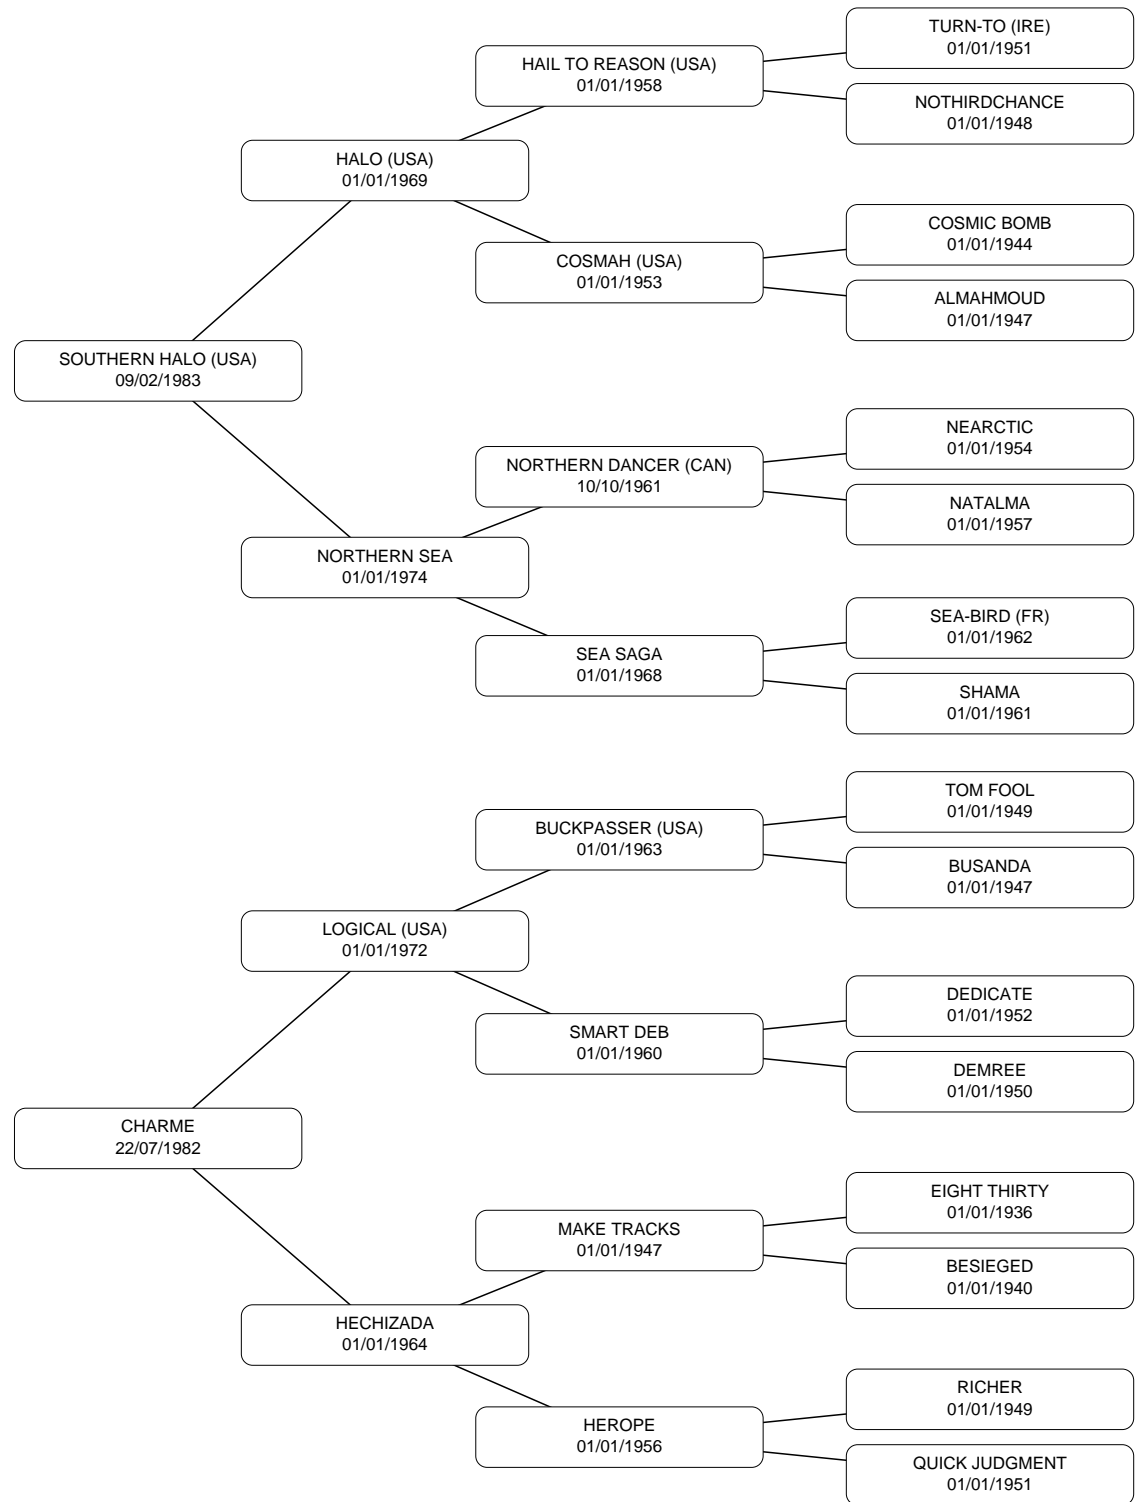 TURN-TO (IRE)
01/01/1951
HAIL TO REASON (USA)
01/01/1958
NOTHIRDCHANCE
01/01/1948
HALO (USA)
01/01/1969
COSMIC BOMB
01/01/1944
COSMAH (USA)
01/01/1953
ALMAHMOUD
01/01/1947
SOUTHERN HALO (USA)
09/02/1983
NEARCTIC
01/01/1954
NORTHERN DANCER (CAN)
10/10/1961
NATALMA
01/01/1957
NORTHERN SEA
01/01/1974
SEA-BIRD (FR)
01/01/1962
SEA SAGA
01/01/1968
SHAMA
01/01/1961
TOM FOOL
01/01/1949
BUCKPASSER (USA)
01/01/1963
BUSANDA
01/01/1947
LOGICAL (USA)
01/01/1972
DEDICATE
01/01/1952
SMART DEB
01/01/1960
DEMREE
01/01/1950
CHARME
22/07/1982
EIGHT THIRTY
01/01/1936
MAKE TRACKS
01/01/1947
BESIEGED
01/01/1940
HECHIZADA
01/01/1964
RICHER
01/01/1949
HEROPE
01/01/1956
QUICK JUDGMENT
01/01/1951